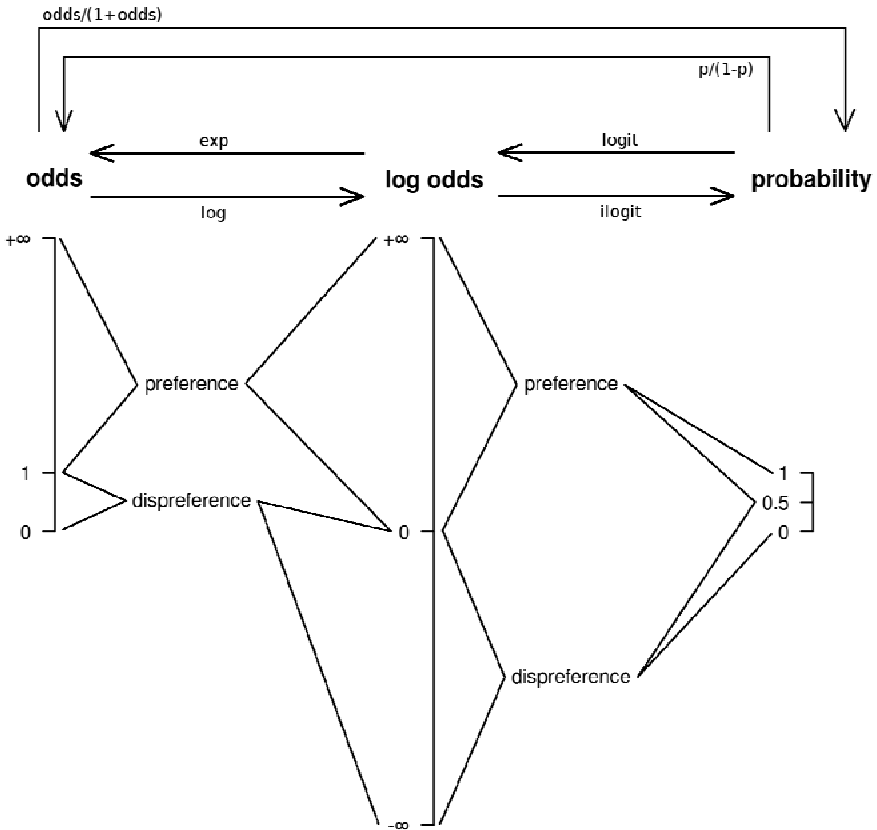 odds/(1+odds)
p/(1-p)
exp
logit
odds
log odds
probability
log
ilogit
+∞
+∞
preference
preference
1
1
dispreference
0.5
0
0
0
dispreference
-∞